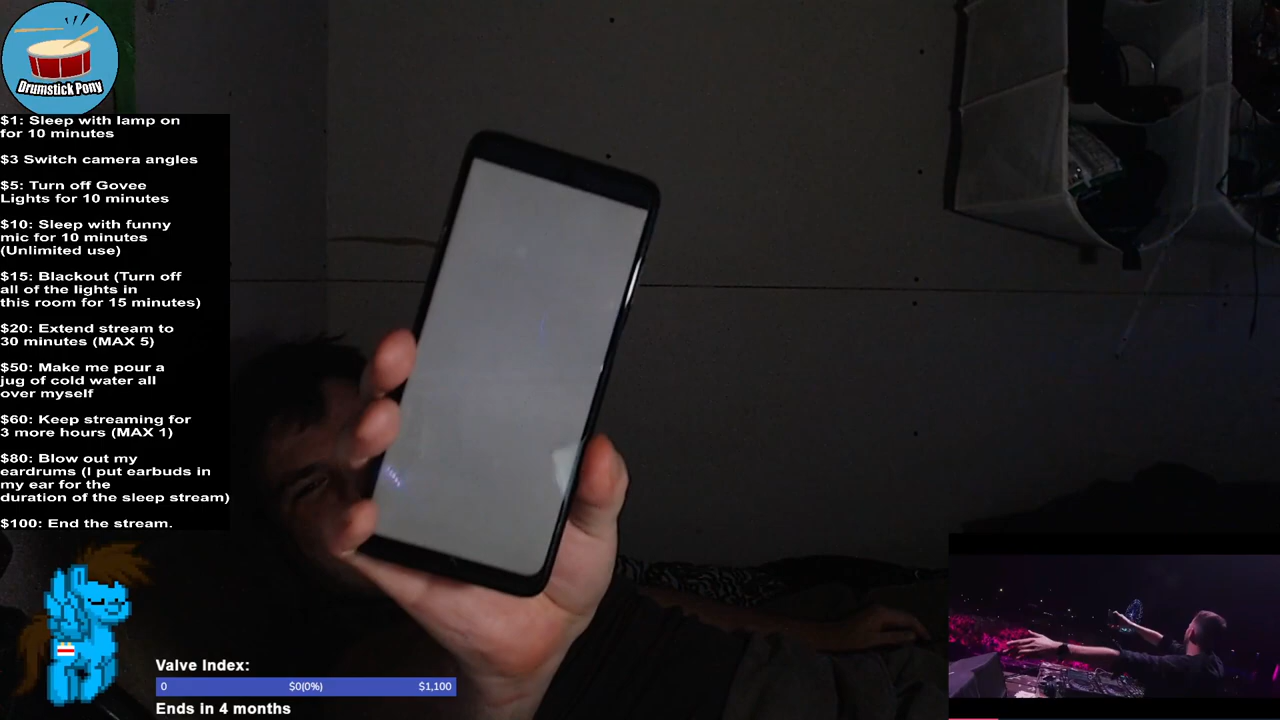 Drumstick Pony
$1: Sleep with lamp on
for 10 minutes
$3 Switch camera angles
$5: Turn off Govee
Lights for 10 minutes
$10: Sleep with funny
mic for 10 minutes
(Unlimited use)
$15: Blackout (Turn off
all of the lights in
this room for 15 minutes)
$20: Extend stream to
30 minutes (MAX 5)
$50: Make me pour a
jug of cold water all
over myself
$60: Keep streaming for
3 more hours (MAX 1)
$80: Blow out my
eardrums (I put earbuds in
my ear for the
duration of the sleep stream)
$100: End the stream.
Valve Index:
0 $0(0%) $1,100
Ends in 4 months